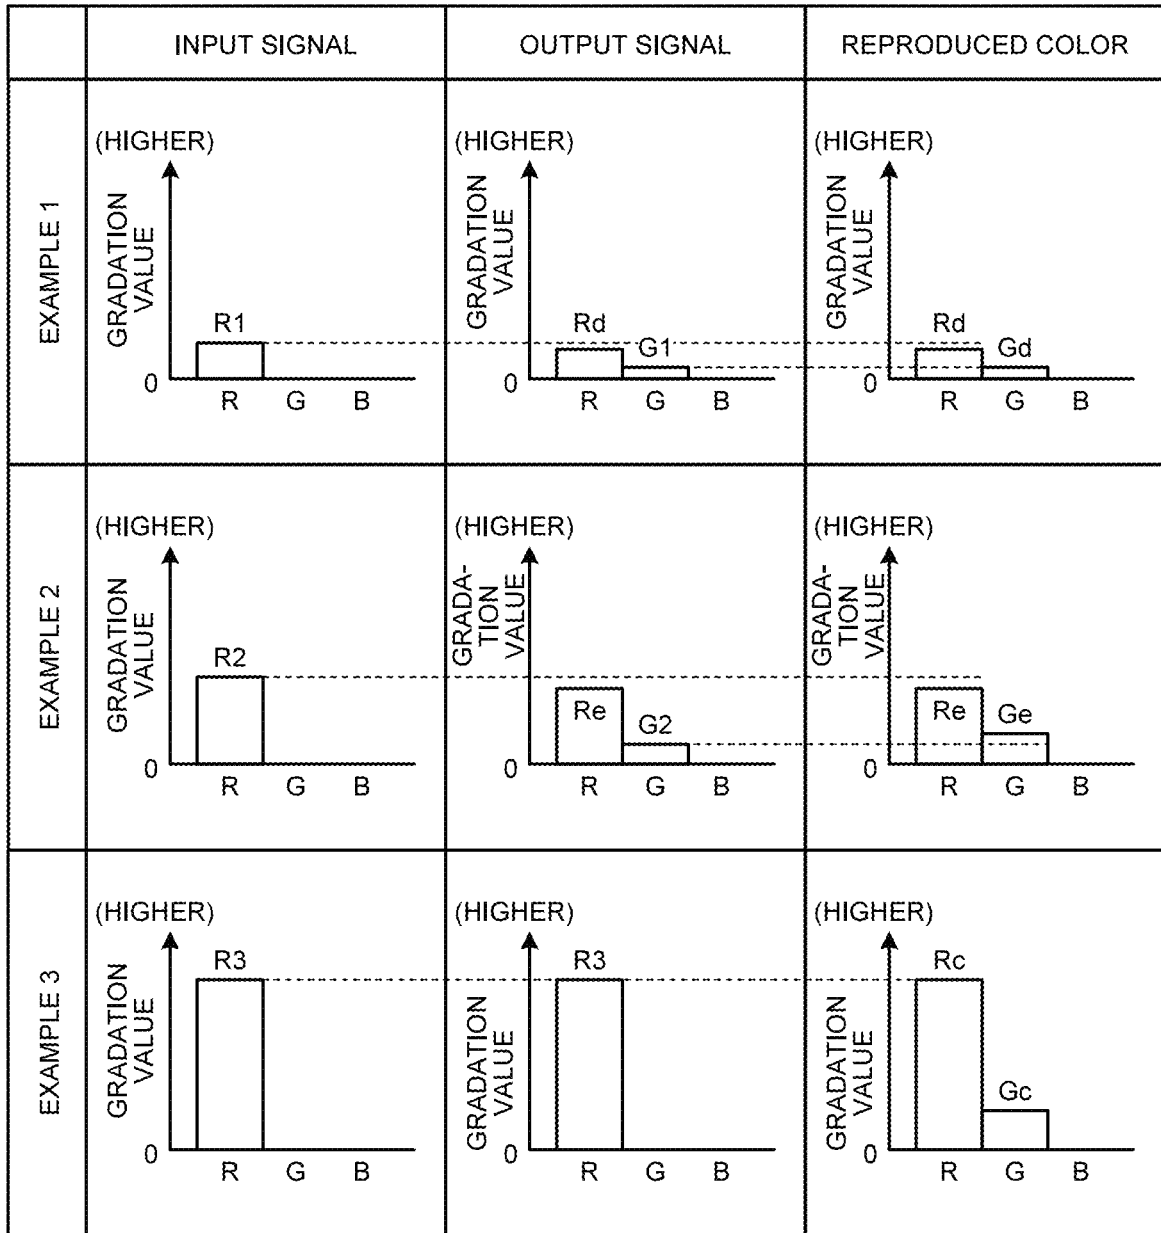 INPUT SIGNAL
OUTPUT SIGNAL
REPRODUCED COLOR
EXAMPLE 1
(HIGHER)
GRADATION
VALUE
R1
0
R G B
(HIGHER)
GRADATION
VALUE
Rd
G1
0
R G B
(HIGHER)
GRADATION
VALUE
Rd
Gd
0
R G B
EXAMPLE 2
(HIGHER)
GRADATION
VALUE
R2
0
R G B
(HIGHER)
GRADA-
TION
VALUE
Re
G2
0
R G B
(HIGHER)
GRADA-
TION
VALUE
Re
Ge
0
R G B
EXAMPLE 3
(HIGHER)
GRADATION
VALUE
R3
0
R G B
(HIGHER)
GRADATION
VALUE
R3
0
R G B
(HIGHER)
GRADATION
VALUE
Rc
Gc
0
R G B